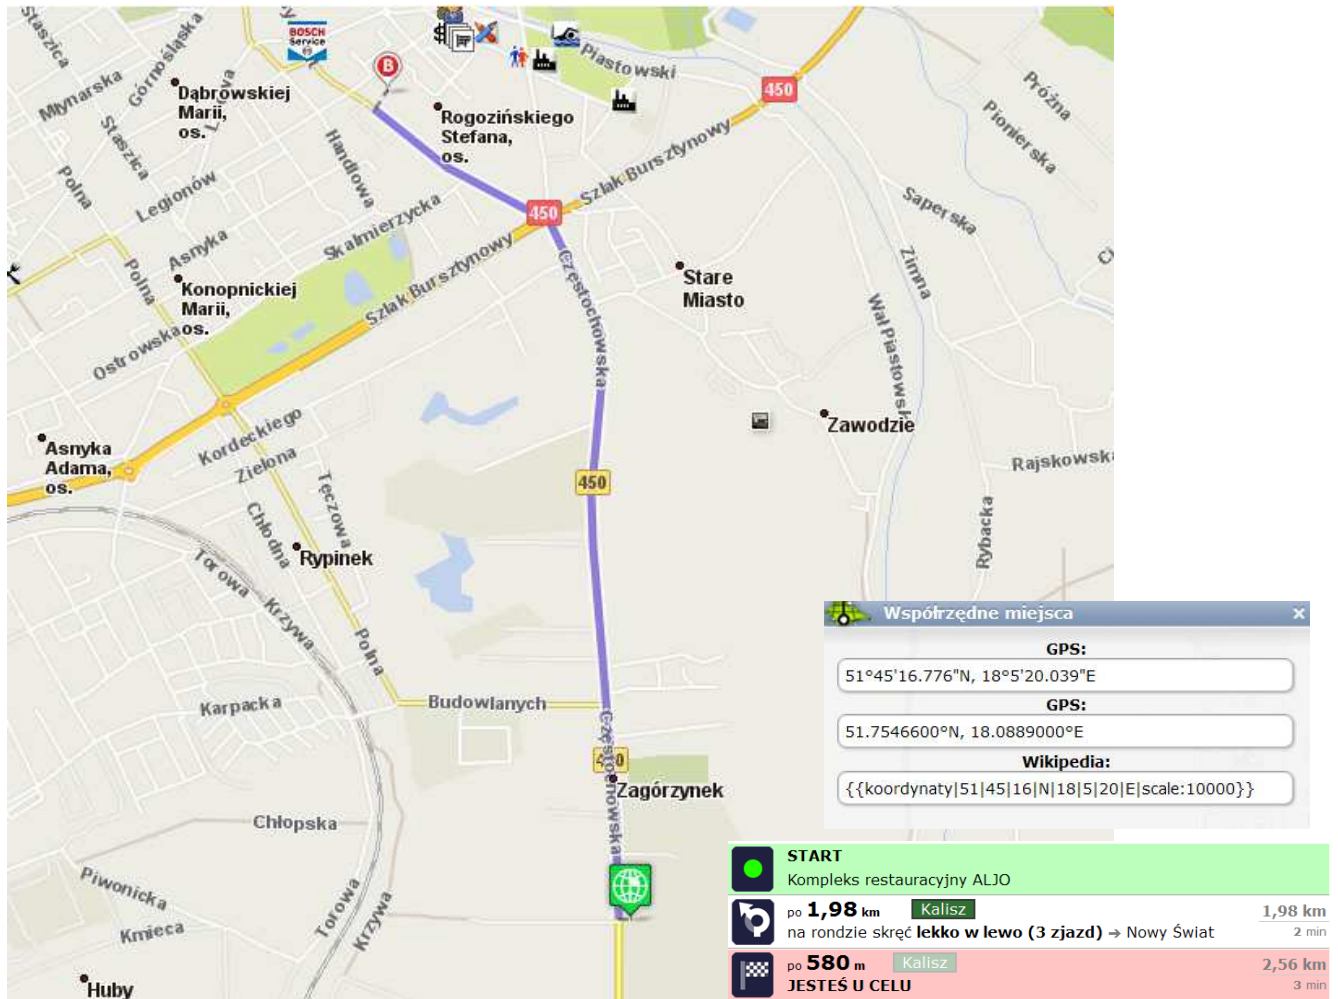 Staszica
Górnośląska
BOSCH
Service
B
$
Piastowski
450
Próżna
Pionierska
Młynarska
Dąbrowskiej
Marii,
os.
Rogozińskiego
Stefana,
os.
Staszica
Handlowa
Szlak Bursztynowy
Polna
Legionów
Skalmierzycka
450
Saperska
Asnyka
Szlak Bursztynowy
Częstochowska
Zimna
Polna
Konopnickiej
Marii,
os.
Stare
Miasto
Ostrowska
Wał Piastowsk
Kordeckiego
Zawodzie
Asnyka
Adama,
os.
Zielona
Rajskowska
Tęczowa
450
Chłodna
Rybacka
Rypinek
Torowa
Krzywa
Polna
Karpacka
Budowlanych
Częstochowska
Zagórzynek
Chłopska
Piwonicka
Kmieca
Torowa
Krzywa
Huby
Współrzędne miejsca
×
GPS:
51°45'16.776"N, 18°5'20.039"E
GPS:
51.7546600°N, 18.0889000°E
Wikipedia:
{{koordynaty|51|45|16|N|18|5|20|E|scale:10000}}
START
Kompleks restauracyjny ALJO
po 1,98 km Kalisz 1,98 km
na rondzie skręć lekko w lewo (3 zjazd) → Nowy Świat 2 min
po 580 m Kalisz 2,56 km
JESTEŚ U CELU 3 min